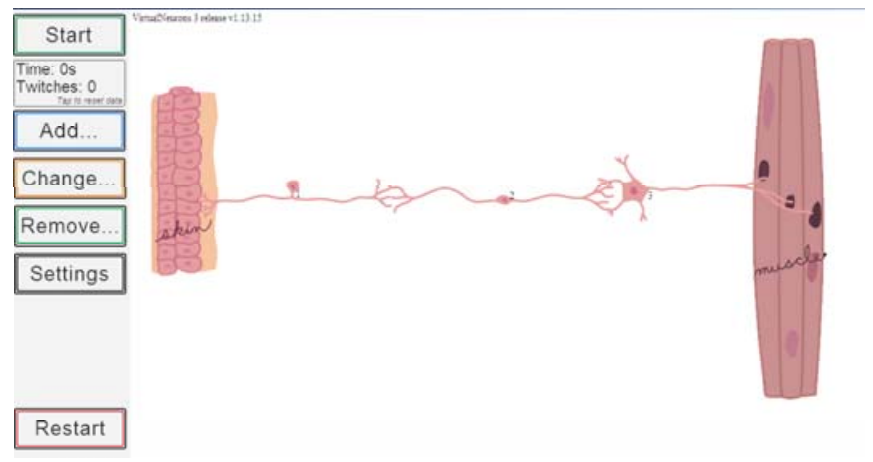 VirtualNeurons 3 release v1.13.15
Start
Time: 0s
Twitches: 0
Tap to reset data
Add...
Change...
Remove...
Settings
Restart
skin
1
2
3
muscle